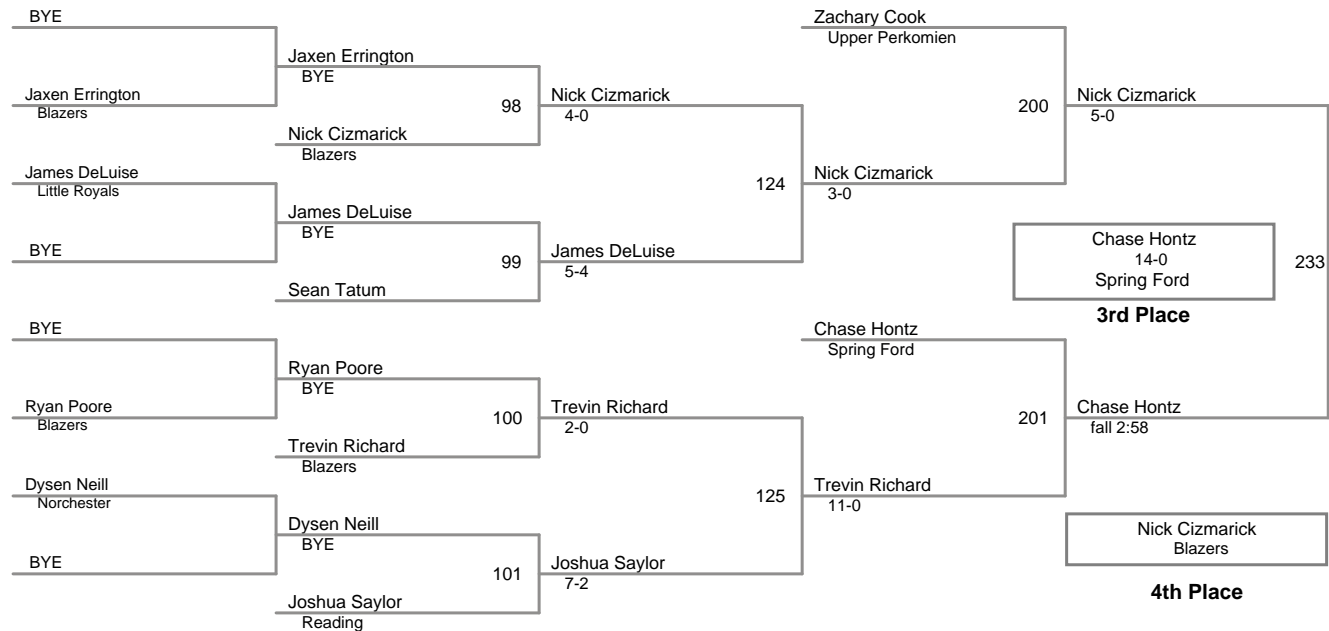 BYE
Jaxen Errington
Blazers
James DeLuise
Little Royals
BYE
BYE
Ryan Poore
Blazers
Dysen Neill
Norchester
BYE
Jaxen Errington
BYE
Nick Cizmarick
Blazers
James DeLuise
BYE
Sean Tatum
Ryan Poore
BYE
Trevin Richard
Blazers
Dysen Neill
BYE
Joshua Saylor
Reading
98
99
100
101
Nick Cizmarick
4-0
James DeLuise
5-4
Trevin Richard
2-0
Joshua Saylor
7-2
124
125
Zachary Cook
Upper Perkomien
Nick Cizmarick
3-0
Chase Hontz
Spring Ford
Trevin Richard
11-0
200
201
Nick Cizmarick
5-0
Chase Hontz
fall 2:58
233
Chase Hontz
14-0
Spring Ford
3rd Place
Nick Cizmarick
Blazers
4th Place